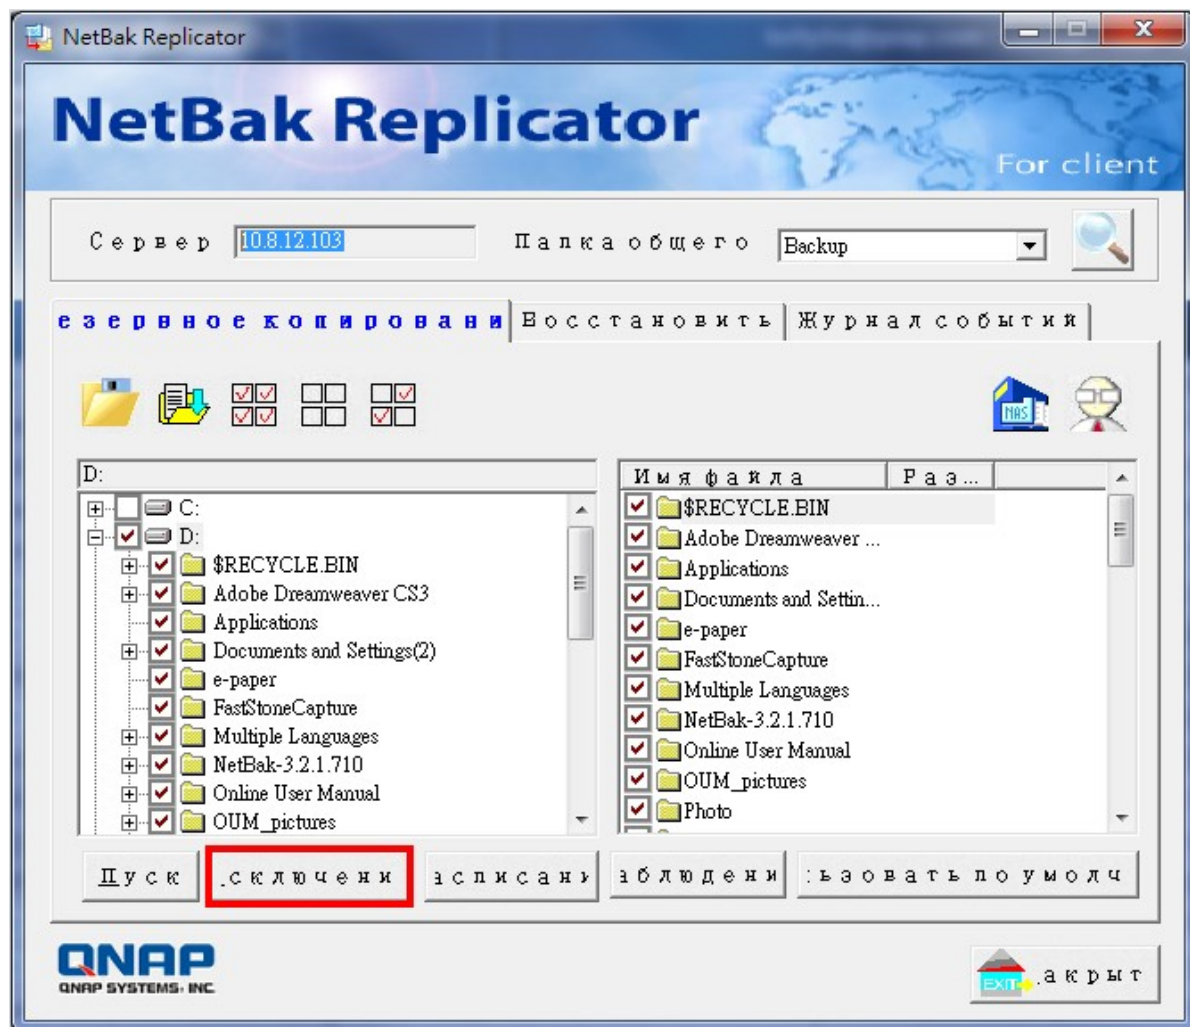 NetBak Replicator
NetBak Replicator
For client
Сервер 10.8.12.103 Папка общего Backup
езервное копировани Восстановить Журнал событий
NAS
D:
C:
D:
$RECYCLE.BIN
Adobe Dreamweaver CS3
Applications
Documents and Settings(2)
e-paper
FastStoneCapture
Multiple Languages
NetBak-3.2.1.710
Online User Manual
OUM_pictures
Имя файла Раз...
$RECYCLE.BIN
Adobe Dreamweaver ...
Applications
Documents and Settin...
e-paper
FastStoneCapture
Multiple Languages
NetBak-3.2.1.710
Online User Manual
OUM_pictures
Photo
Пуск сключени асписани аблюдени ьзовать по умолч
QNAP
QNAP SYSTEMS, INC.
EXIT акрыт